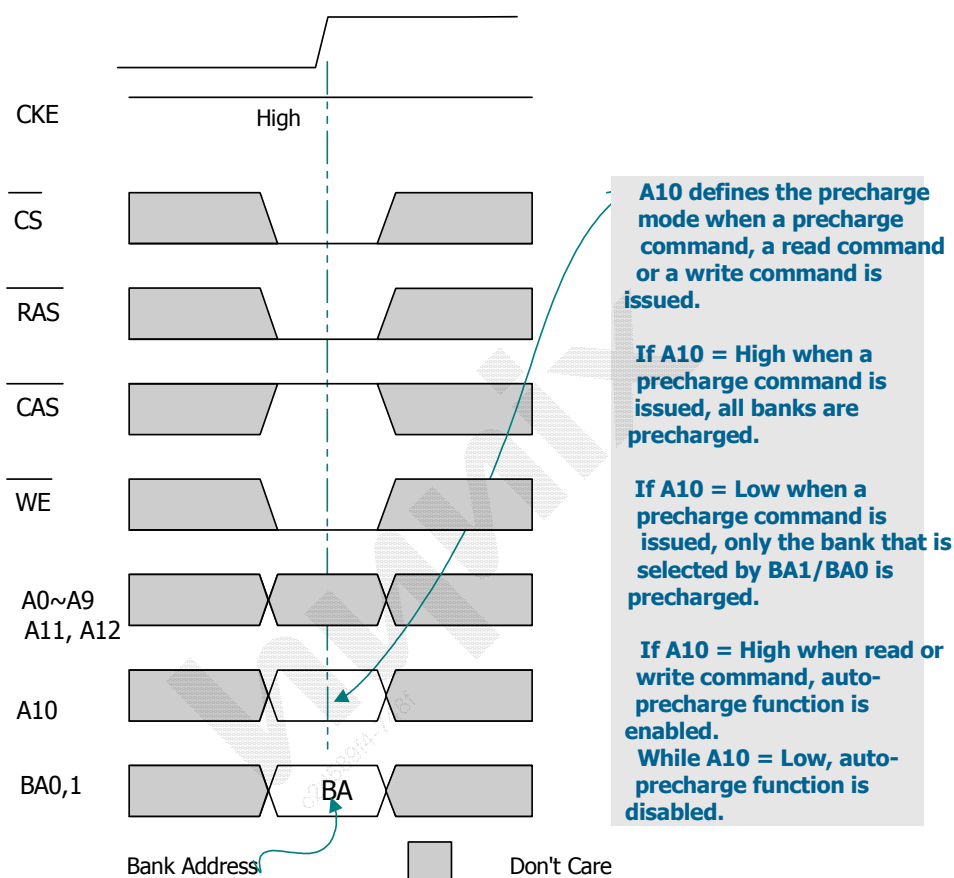 CKE
High
CS
RAS
CAS
WE
A0~A9
A11, A12
A10
BA0,1
BA
Bank Address
Don't Care
A10 defines the precharge
mode when a precharge
command, a read command
or a write command is
issued.
If A10 = High when a
precharge command is
issued, all banks are
precharged.
If A10 = Low when a
precharge command is
issued, only the bank that is
selected by BA1/BA0 is
precharged.
If A10 = High when read or
write command, auto-
precharge function is
enabled.
While A10 = Low, auto-
precharge function is
disabled.